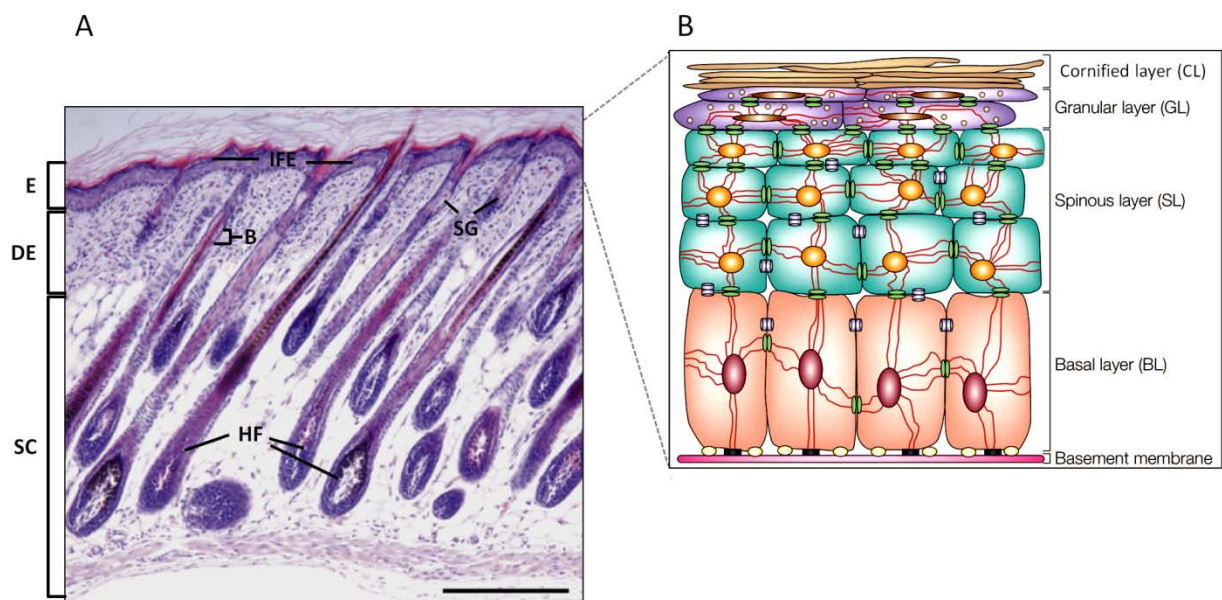 A
B
Cornified layer (CL)
Granular layer (GL)
Spinous layer (SL)
Basal layer (BL)
Basement membrane
IFE
E
B
SG
DE
HF
SC